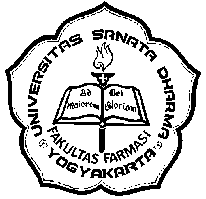 UNIVERSITAS SANATA DHARMA
Ad Dei
Maiorem Gloriam
FAKULTAS FARMASI
YOGYAKARTA